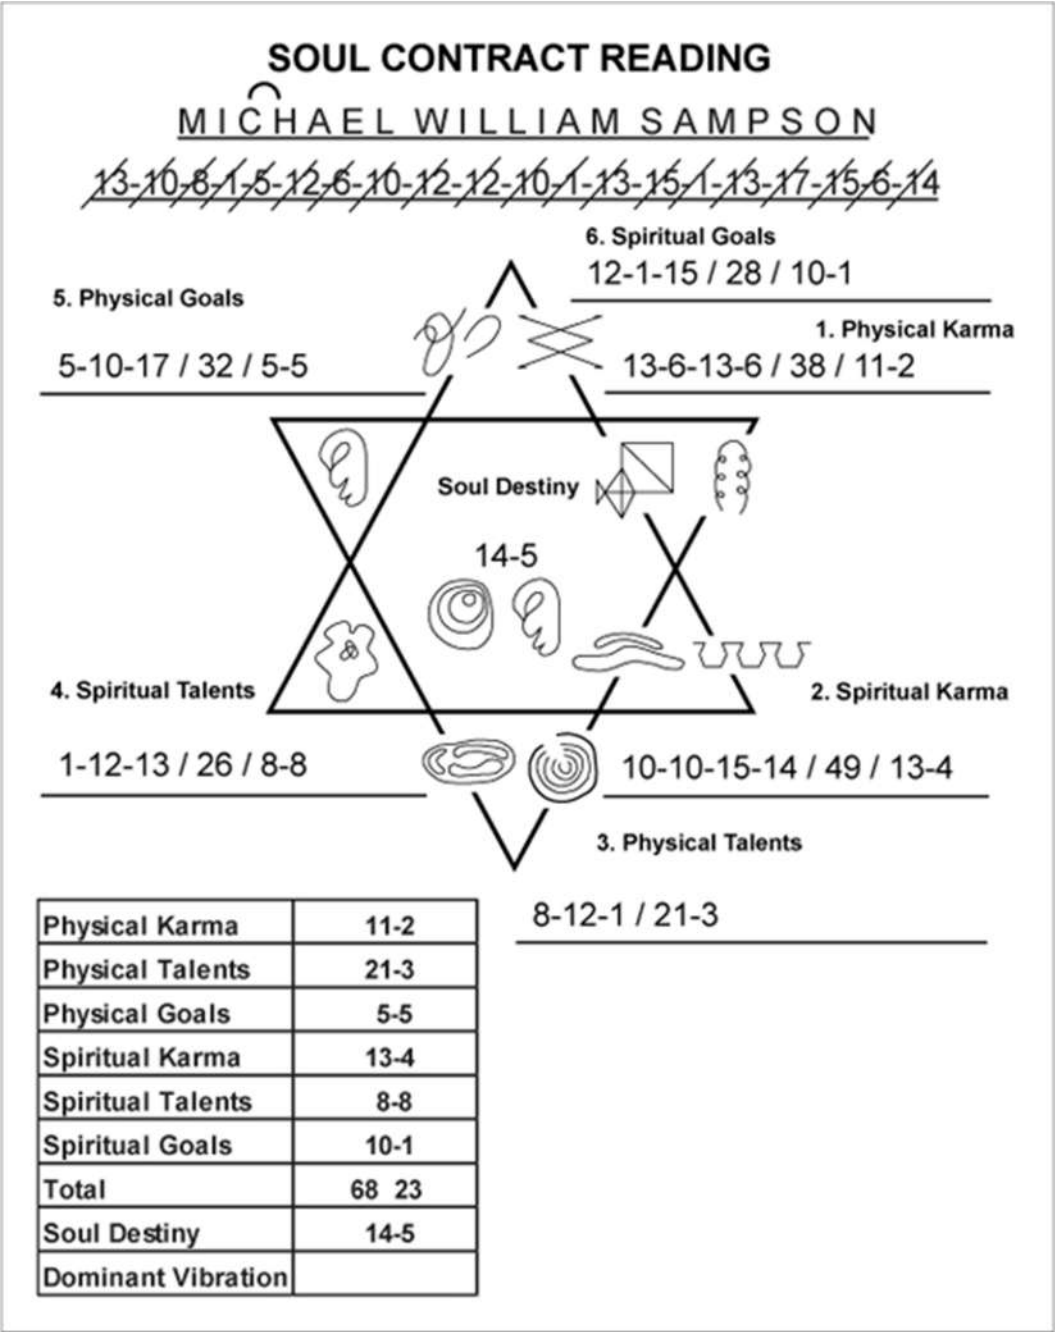 SOUL CONTRACT READING
MICHAEL WILLIAM SAMPSON
13-10-8-1-5-12-6-10-12-12-10-1-13-15-1-13-17-15-6-14
6. Spiritual Goals
12-1-15 / 28 / 10-1
5. Physical Goals
5-10-17 / 32 / 5-5
1. Physical Karma
13-6-13-6 / 38 / 11-2
Soul Destiny
14-5
4. Spiritual Talents
1-12-13 / 26 / 8-8
2. Spiritual Karma
10-10-15-14 / 49 / 13-4
3. Physical Talents
8-12-1 / 21-3
Physical Karma 11-2
Physical Talents 21-3
Physical Goals 5-5
Spiritual Karma 13-4
Spiritual Talents 8-8
Spiritual Goals 10-1
Total 68 23
Soul Destiny 14-5
Dominant Vibration